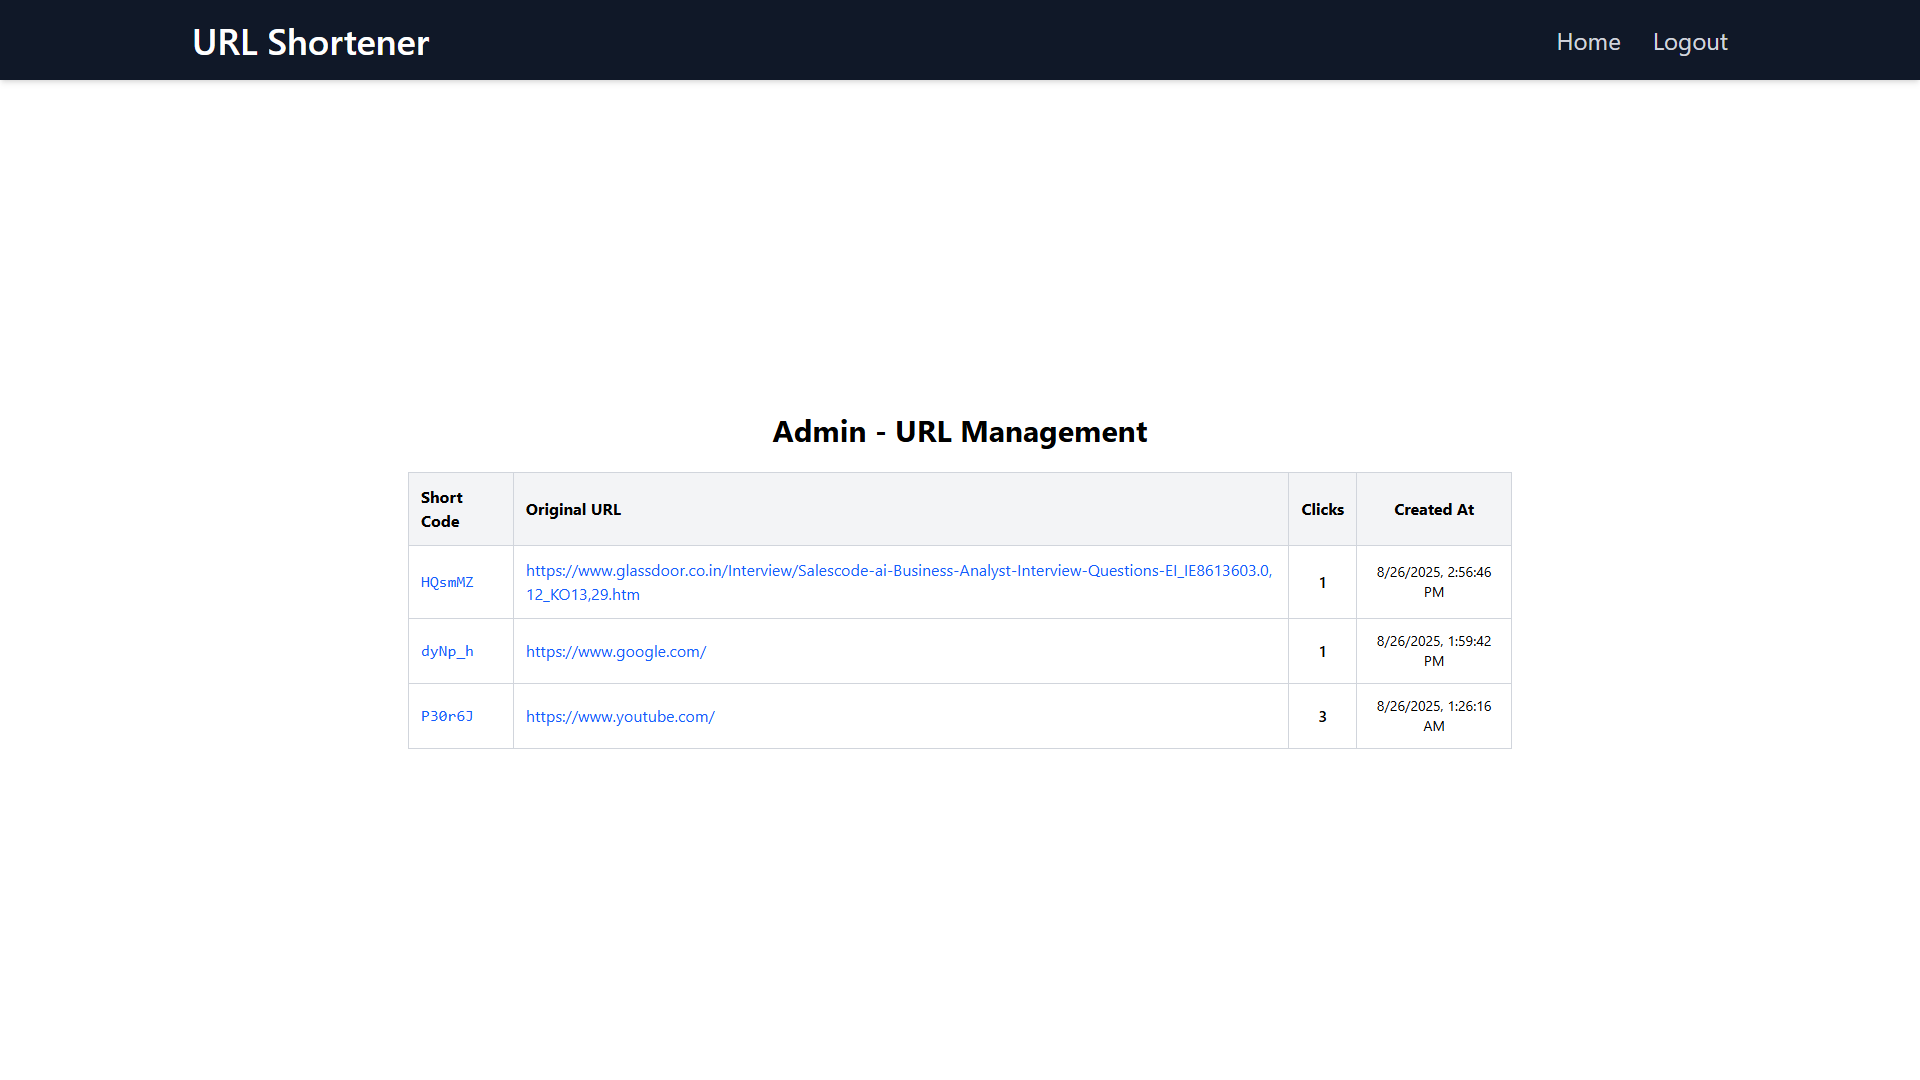 URL Shortener
Home
Logout
Admin - URL Management
Short
Code
Original URL
Clicks
Created At
HQsmMZ
https://www.glassdoor.co.in/Interview/Salescode-ai-Business-Analyst-Interview-Questions-EI_IE8613603.0,
12_KO13,29.htm
1
8/26/2025, 2:56:46
PM
dyNp_h
https://www.google.com/
1
8/26/2025, 1:59:42
PM
P30r6J
https://www.youtube.com/
3
8/26/2025, 1:26:16
AM